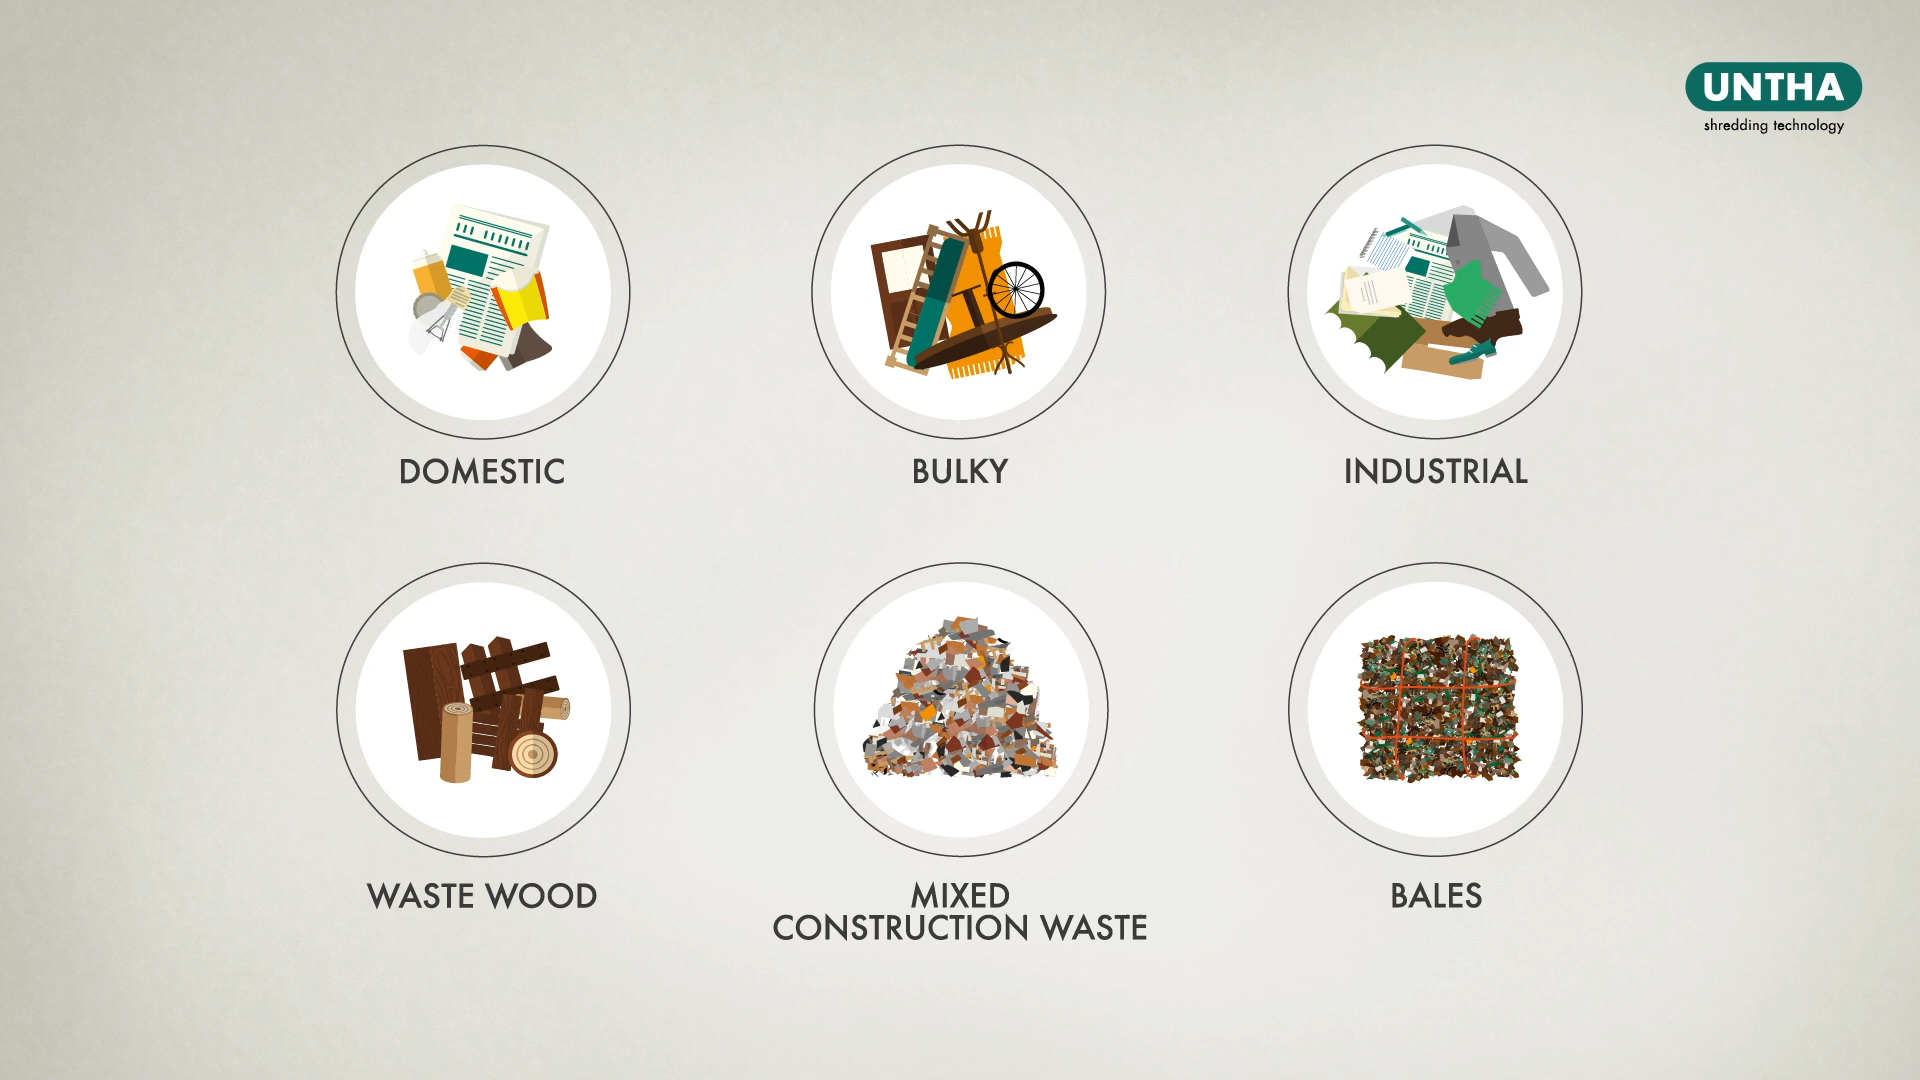 UNTHA
shredding technology
DOMESTIC
BULKY
INDUSTRIAL
WASTE WOOD
MIXED
CONSTRUCTION WASTE
BALES